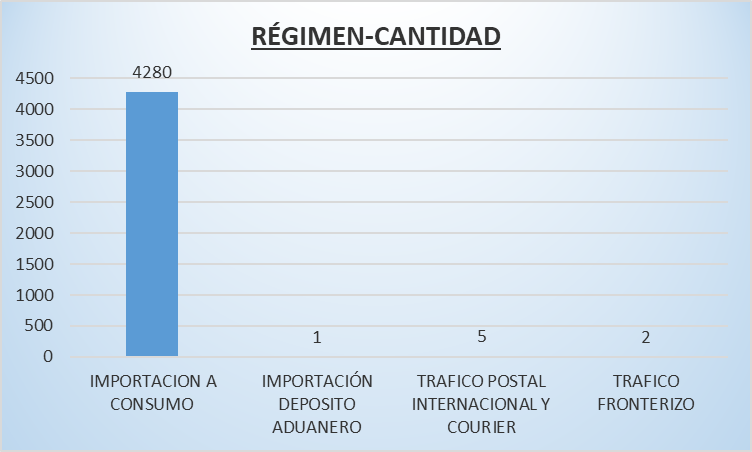 RÉGIMEN-CANTIDAD
4280
4500
4000
3500
3000
2500
2000
1500
1000
500
0
1
5
2
IMPORTACION A
CONSUMO
IMPORTACIÓN
DEPOSITO
ADUANERO
TRAFICO POSTAL
INTERNACIONAL Y
COURIER
TRAFICO
FRONTERIZO